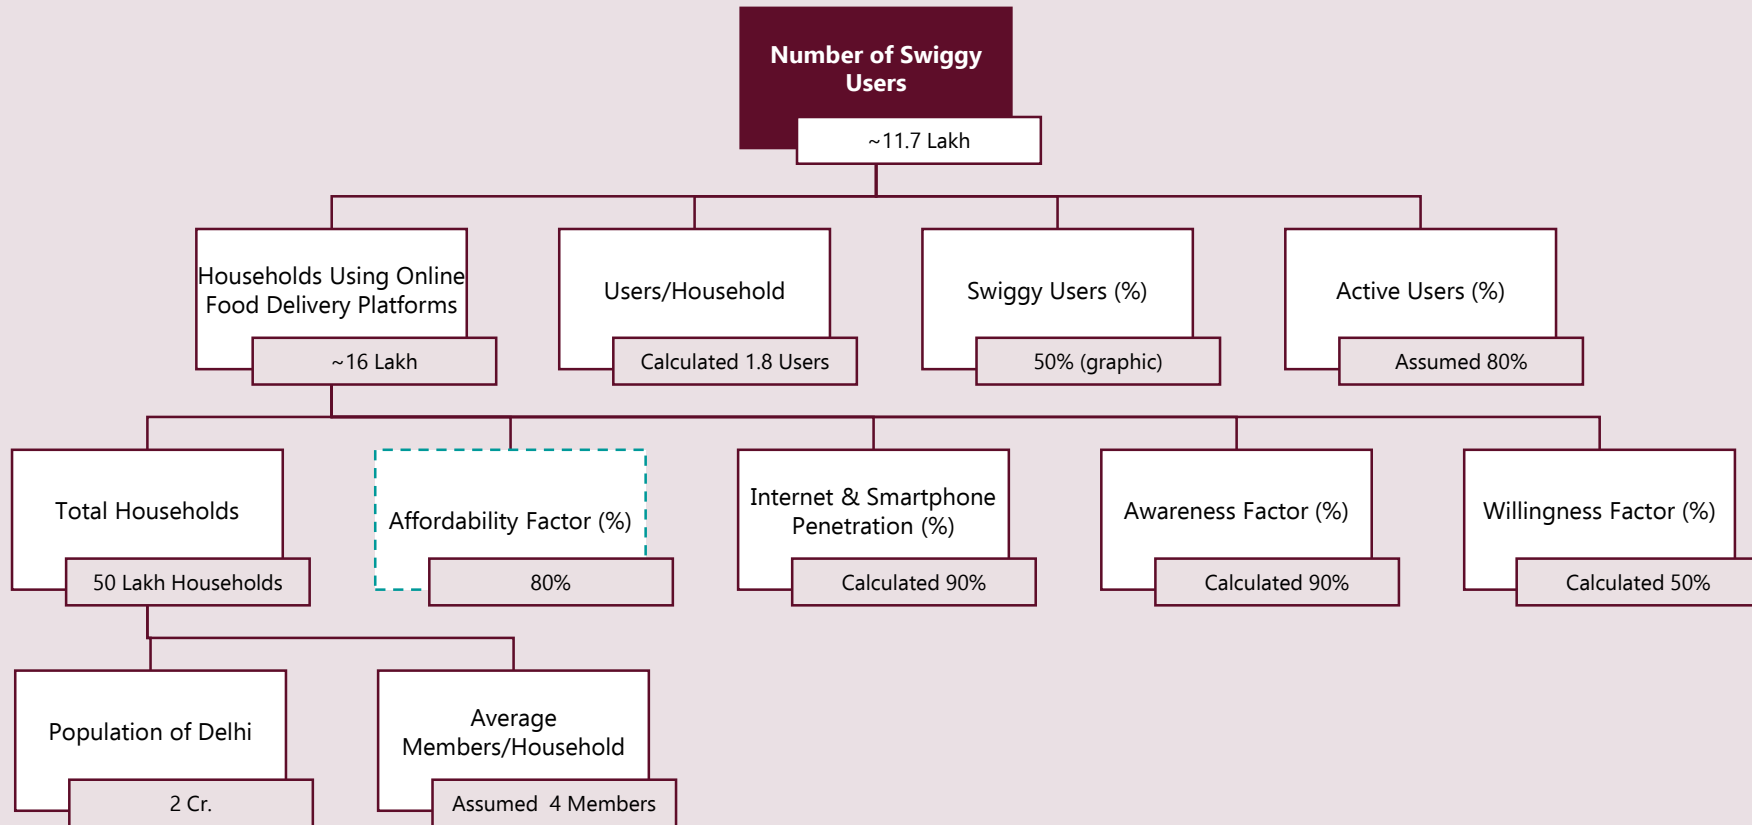 Number of Swiggy
Users
~11.7 Lakh
Households Using Online
Food Delivery Platforms
~16 Lakh
Users/Household
Calculated 1.8 Users
Swiggy Users (%)
50% (graphic)
Active Users (%)
Assumed 80%
Total Households
50 Lakh Households
Affordability Factor (%)
80%
Internet & Smartphone
Penetration (%)
Calculated 90%
Awareness Factor (%)
Calculated 90%
Willingness Factor (%)
Calculated 50%
Population of Delhi
2 Cr.
Average
Members/Household
Assumed 4 Members